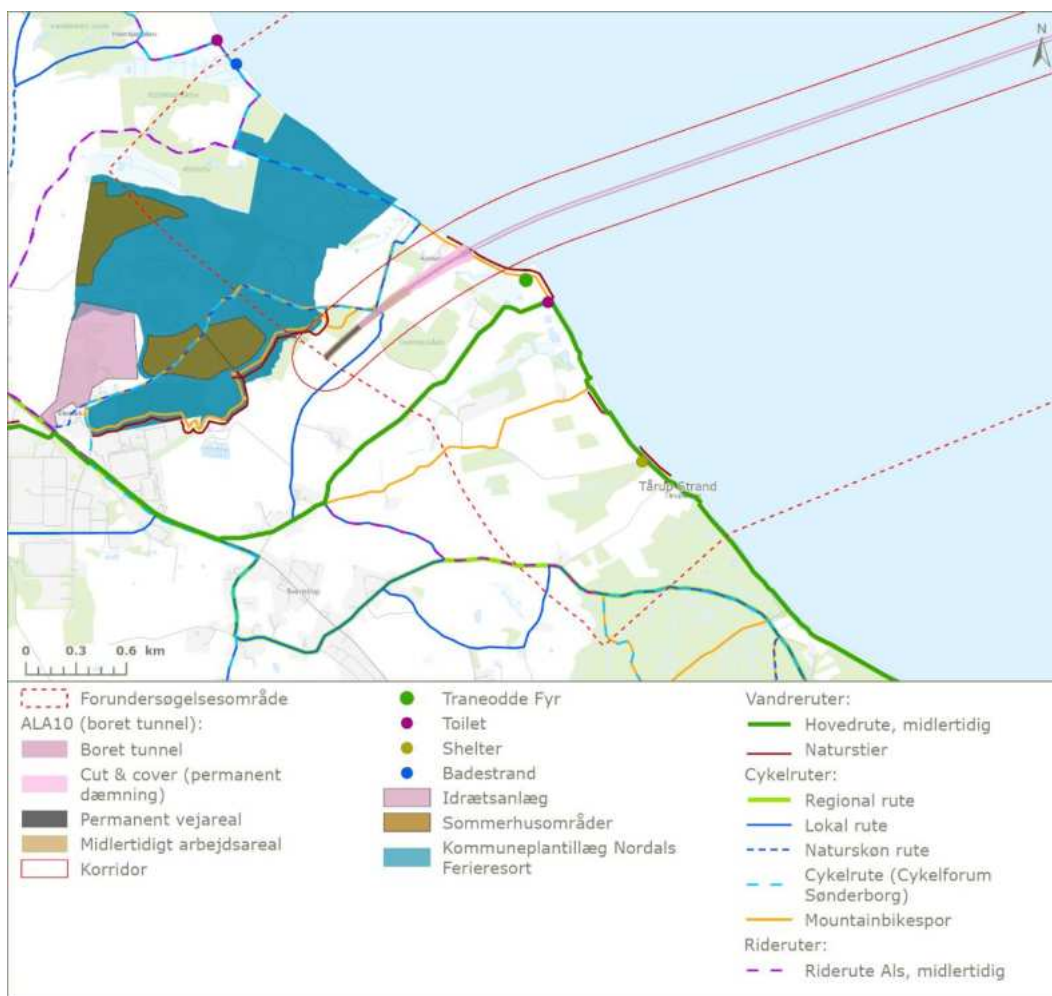 N
Tårup Strand
0 0.3 0.6 km
Forundersøgelsesområde
ALA10 (boret tunnel):
Boret tunnel
Cut & cover (permanent
dæmning)
Permanent vejareal
Midlertidigt arbejdsareal
Korridor
Traneodde Fyr
Toilet
Shelter
Badestrand
Idrætsanlæg
Sommerhusområder
Kommuneplantillæg Nordals
Ferieresort
Vandreruter:
Hovedrute, midlertidig
Naturstier
Cykelruter:
Regional rute
Lokal rute
Naturskøn rute
Cykelrute (Cykelforum
Sønderborg)
Mountainbikespor
Rideruter:
Riderute Als, midlertidig